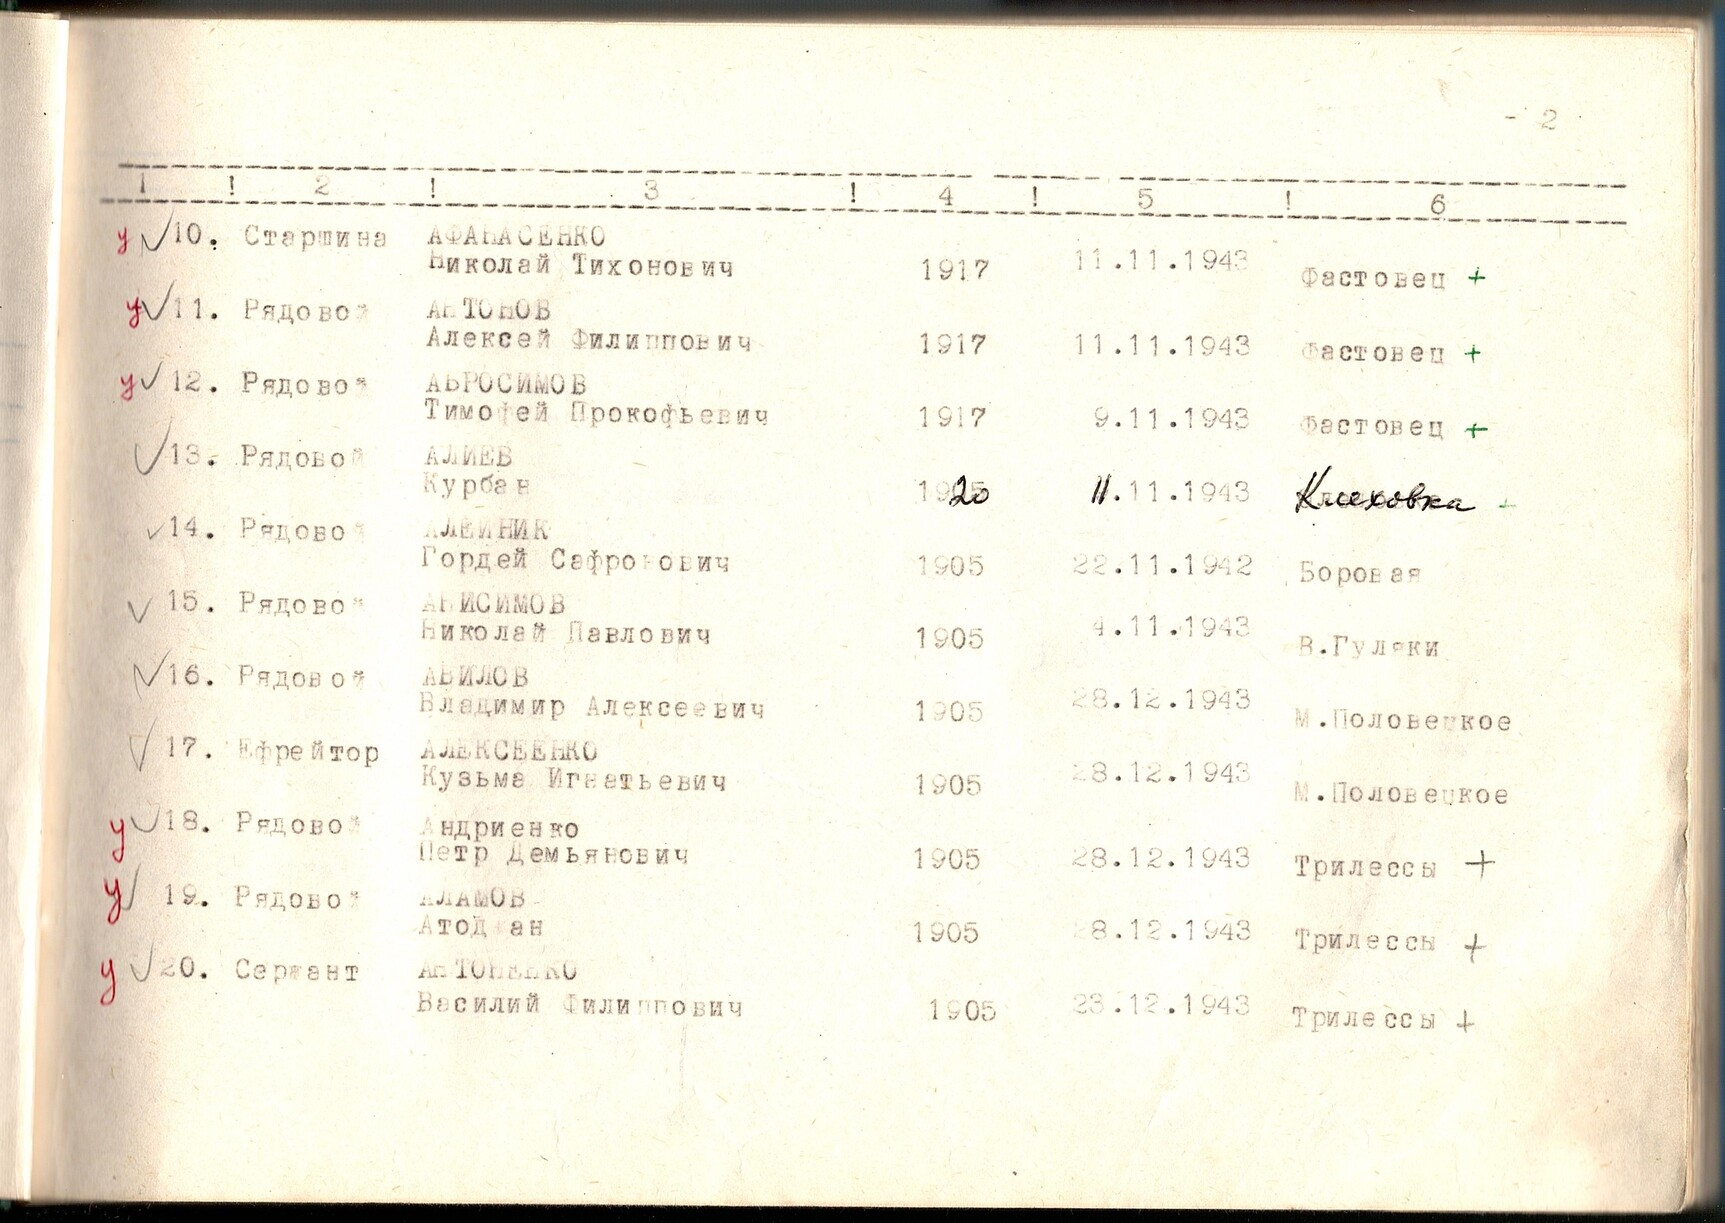 - 2
1 ! 2 ! 3 ! 4 ! 5 ! 6
у 10. Старшина АФАНАСЕНКО
Николай Тихонович 1917 11.11.1943 Фастовец +
у 11. Рядовой АНТОНОВ
Алексей Филиппович 1917 11.11.1943 Фастовец +
у 12. Рядовой АБРОСИМОВ
Тимофей Прокофьевич 1917 9.11.1943 Фастовец +
13. Рядовой АЛИЕВ
Курбан 1920 11.11.1943 Клеховка +
14. Рядовой АЛЕЙНИК
Гордей Сафронович 1905 22.11.1942 Боровая
15. Рядовой АНИСИМОВ
Николай Павлович 1905 4.11.1943 В.Гуляки
16. Рядовой АВИЛОВ
Владимир Алексеевич 1905 28.12.1943 М.Половецкое
17. Ефрейтор АЛЕКСЕЕНКО
Кузьма Игнатьевич 1905 28.12.1943 М.Половецкое
у 18. Рядовой Андриенко
Петр Демьянович 1905 28.12.1943 Трилессы +
у 19. Рядовой АЛАМОВ
1905 28.12.1943 Трилессы +
у 20. Сержант АНТОНЕНКО
Василий Филиппович 1905 23.12.1943 Трилессы +